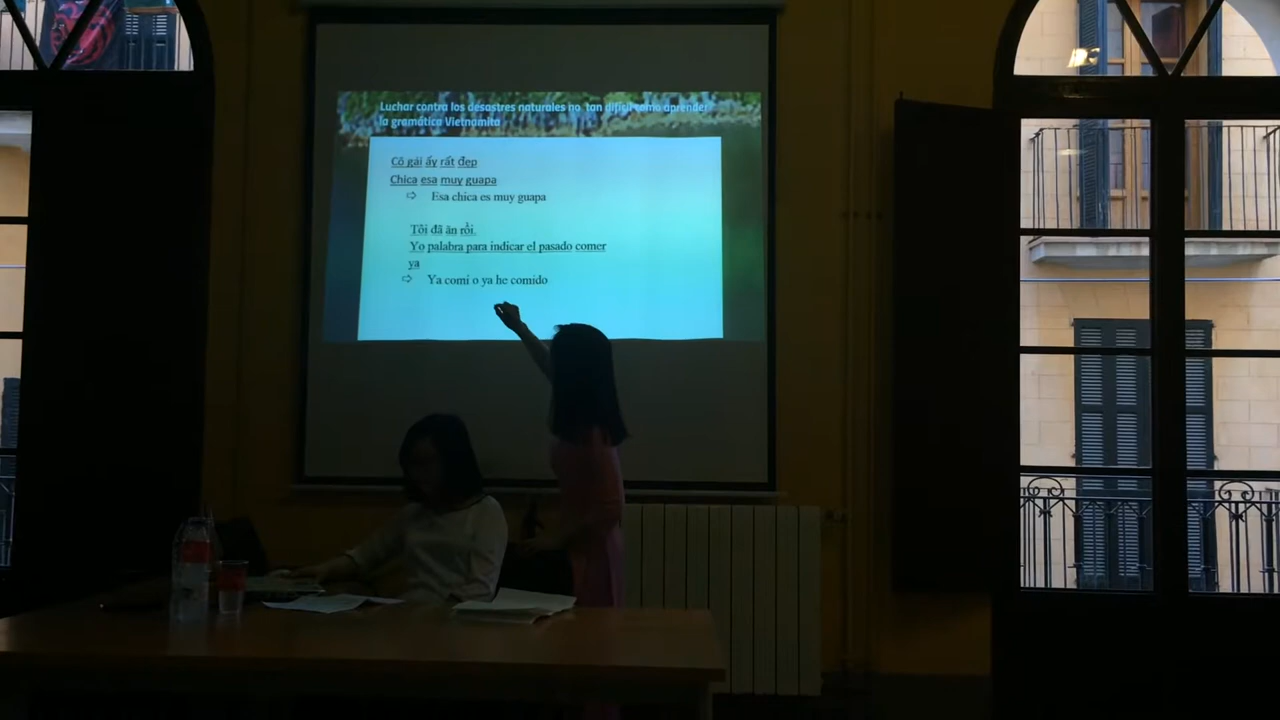 Luchar contra los desastres naturales no tan difícil como aprender
la gramática Vietnamita
Cô gái ấy rất đẹp
Chica esa muy guapa
⇨ Esa chica es muy guapa
Tôi đã ăn rồi.
Yo palabra para indicar el pasado comer
ya
⇨ Ya comi o ya he comido